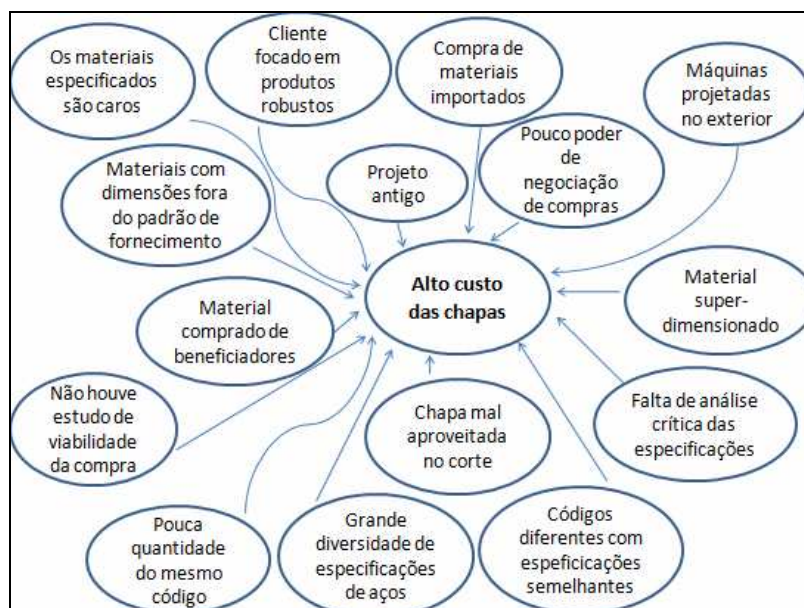 Os materiais
especificados
são caros
Cliente
focado em
produtos
robustos
Compra de
materiais
importados
Máquinas
projetadas
no exterior
Materiais com
dimensões fora
do padrão de
fornecimento
Projeto
antigo
Pouco poder
de
negociação
de compras
Alto custo
das chapas
Material
super-
dimensionado
Material
comprado de
beneficiadores
Não houve
estudo de
viabilidade
da compra
Chapa mal
aproveitada
no corte
Falta de análise
crítica das
especificações
Pouca
quantidade
do mesmo
código
Grande
diversidade de
especificações
de aços
Códigos
diferentes com
espeficicações
semelhantes